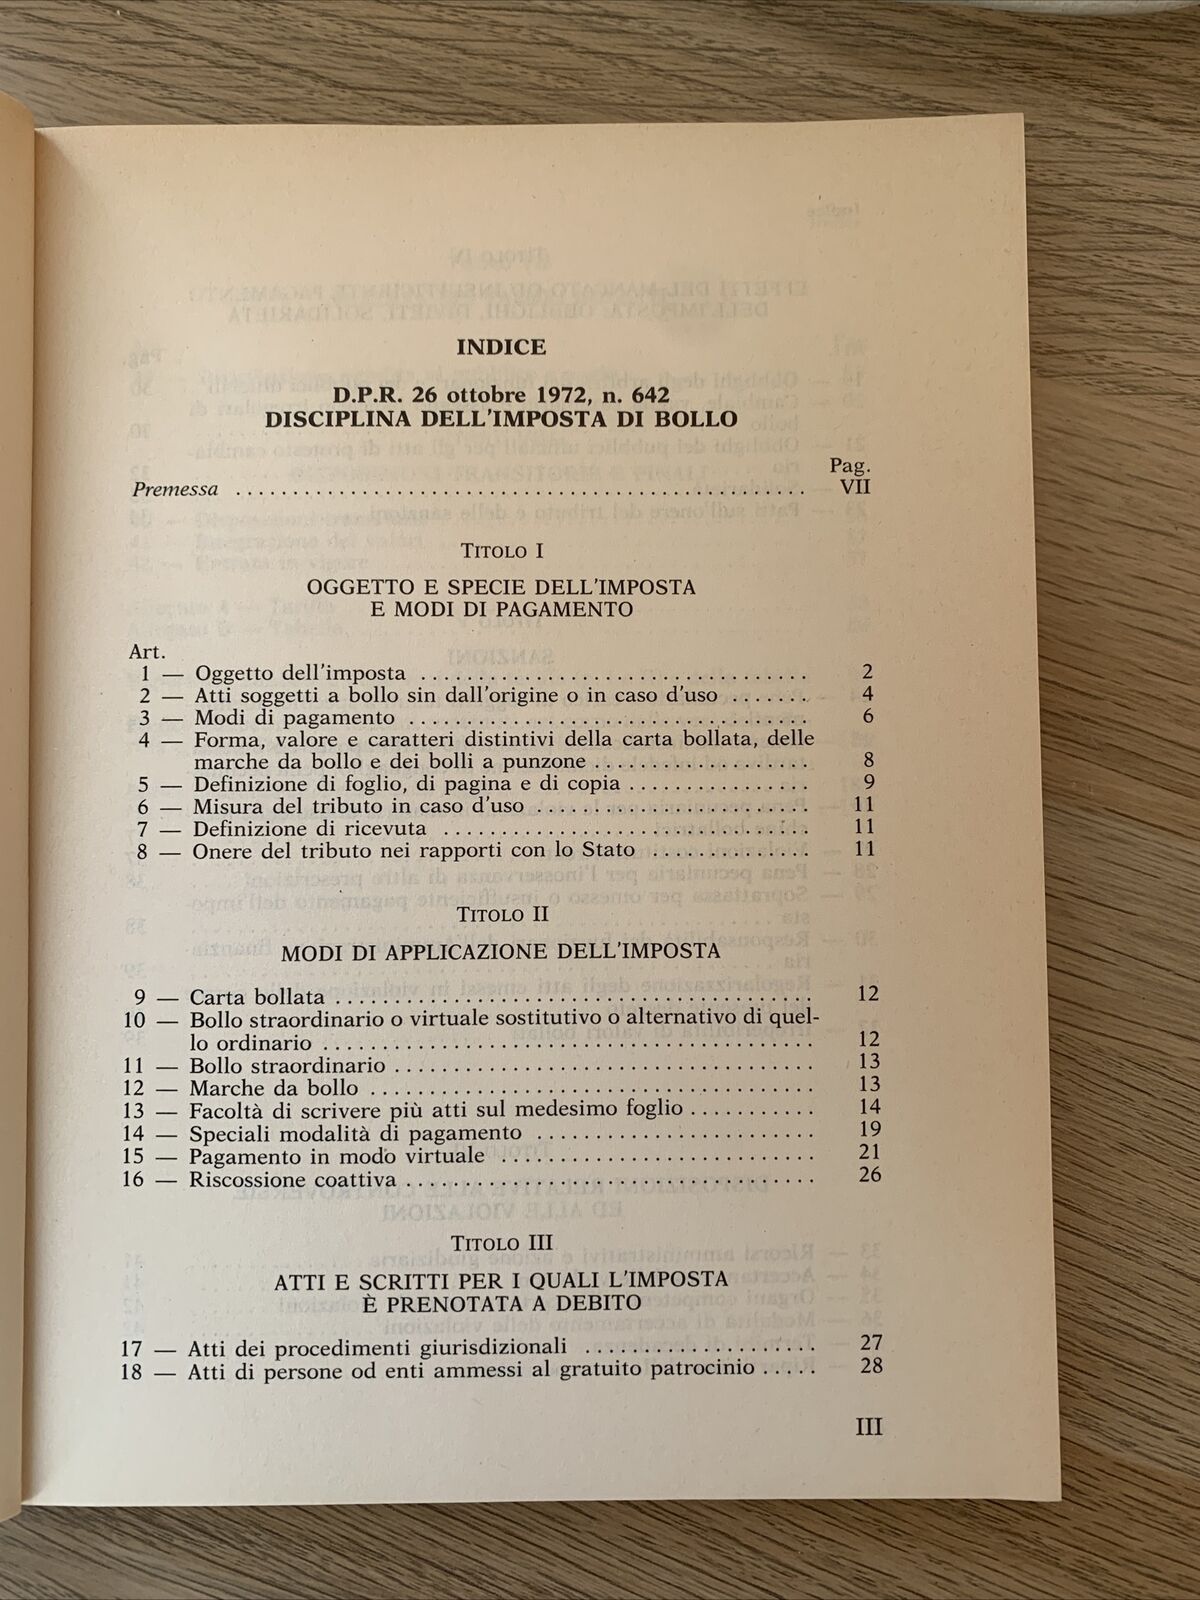 INDICE
D.P.R. 26 ottobre 1972, n. 642
DISCIPLINA DELL'IMPOSTA DI BOLLO
Pag.
Premessa .................................................. VII
TITOLO I
OGGETTO E SPECIE DELL'IMPOSTA
E MODI DI PAGAMENTO
Art.
1 — Oggetto dell'imposta .................................. 2
2 — Atti soggetti a bollo sin dall'origine o in caso d'uso ....... 4
3 — Modi di pagamento .................................. 6
4 — Forma, valore e caratteri distintivi della carta bollata, delle
marche da bollo e dei bolli a punzone ................... 8
5 — Definizione di foglio, di pagina e di copia ................ 9
6 — Misura del tributo in caso d'uso ........................ 11
7 — Definizione di ricevuta ................................ 11
8 — Onere del tributo nei rapporti con lo Stato .............. 11
TITOLO II
MODI DI APPLICAZIONE DELL'IMPOSTA
9 — Carta bollata .......................................... 12
10 — Bollo straordinario o virtuale sostitutivo o alternativo di quel-
lo ordinario ........................................... 12
11 — Bollo straordinario .................................... 13
12 — Marche da bollo ...................................... 13
13 — Facoltà di scrivere più atti sul medesimo foglio ........... 14
14 — Speciali modalità di pagamento ........................ 19
15 — Pagamento in modo virtuale ........................... 21
16 — Riscossione coattiva ................................... 26
TITOLO III
ATTI E SCRITTI PER I QUALI L'IMPOSTA
È PRENOTATA A DEBITO
17 — Atti dei procedimenti giurisdizionali .................... 27
18 — Atti di persone od enti ammessi al gratuito patrocinio ..... 28
III